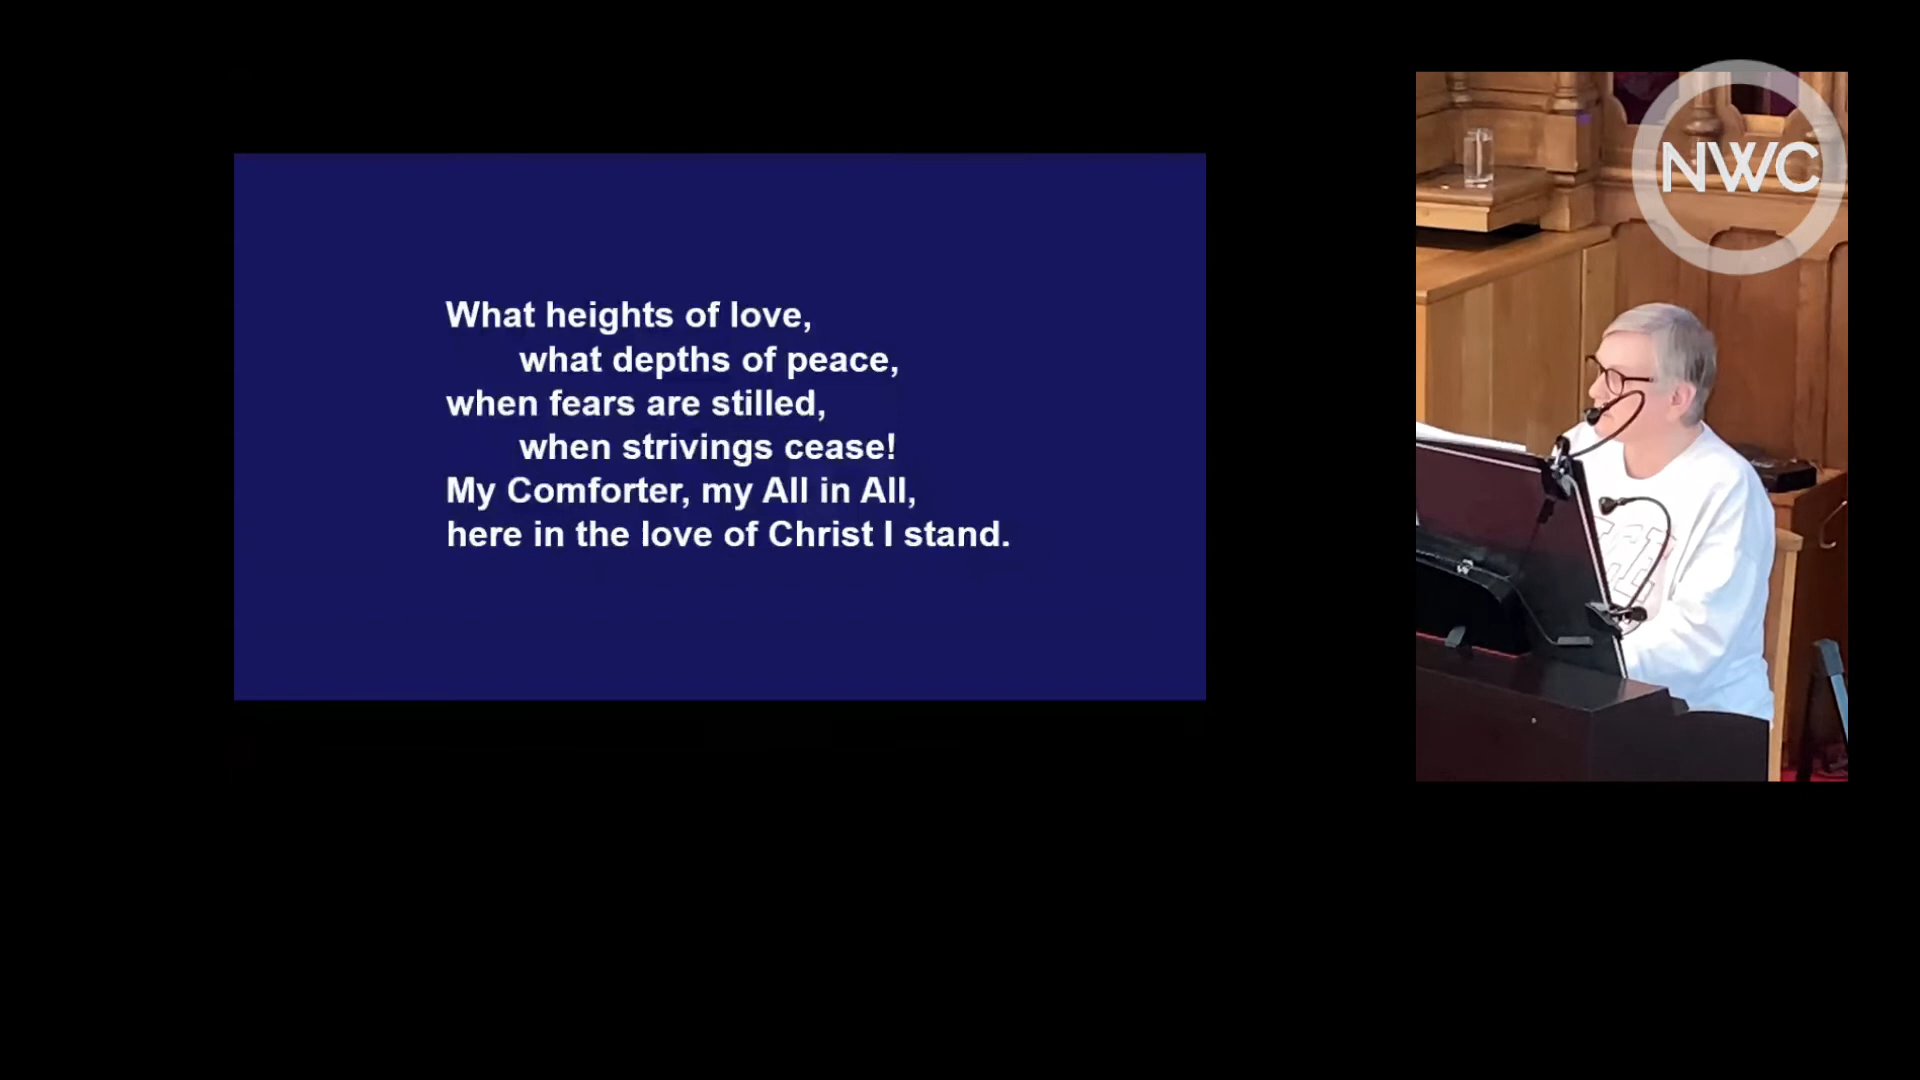 What heights of love,
what depths of peace,
when fears are stilled,
when strivings cease!
My Comforter, my All in All,
here in the love of Christ I stand.
NWC